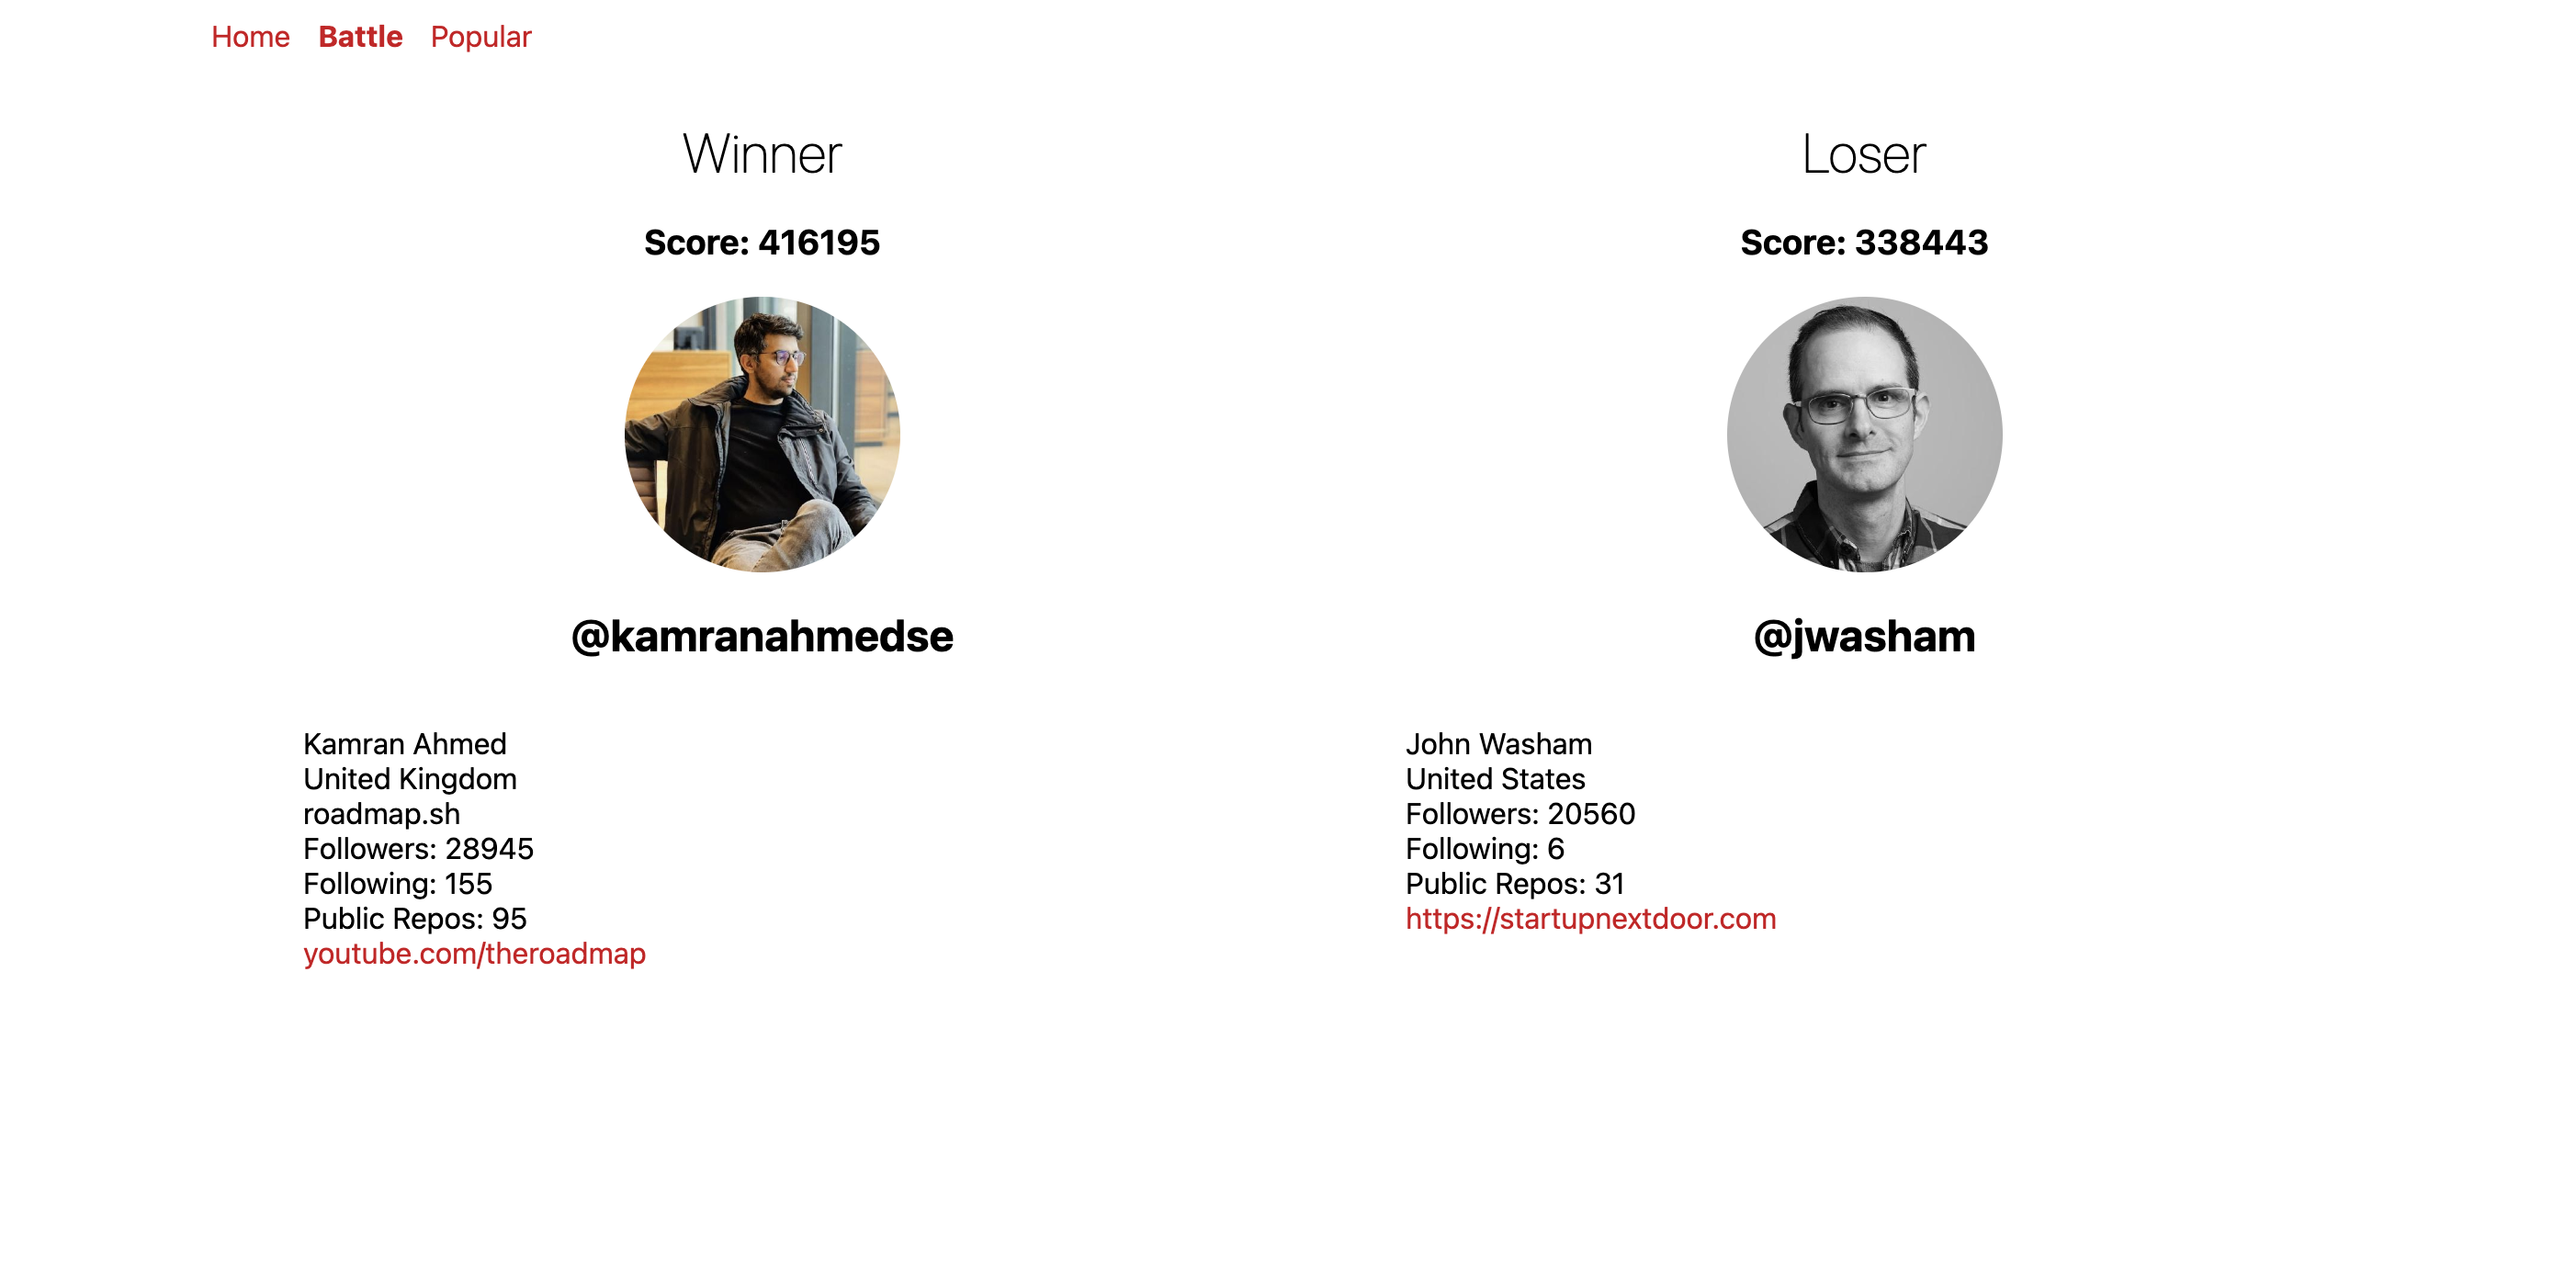 Home Battle Popular
Winner
Score: 416195
@kamranahmedse
Kamran Ahmed
United Kingdom
roadmap.sh
Followers: 28945
Following: 155
Public Repos: 95
youtube.com/theroadmap
Loser
Score: 338443
@jwasham
John Washam
United States
Followers: 20560
Following: 6
Public Repos: 31
https://startupnextdoor.com